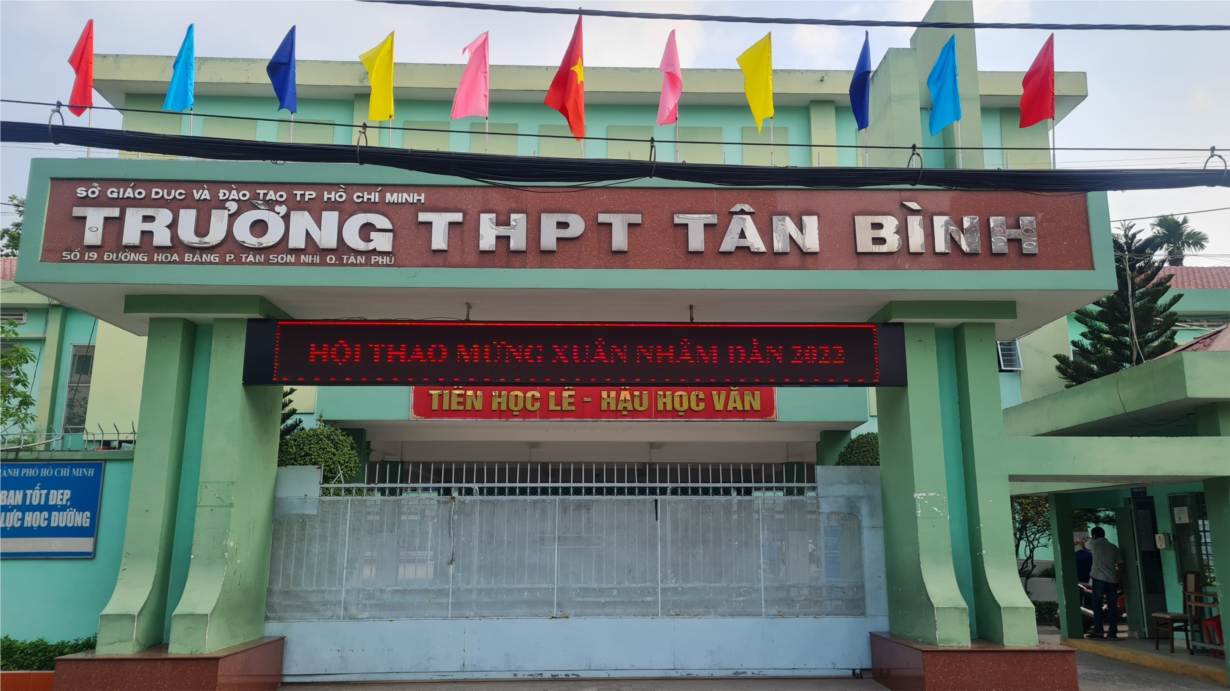 SỞ GIÁO DỤC VÀ ĐÀO TẠO TP HỒ CHÍ MINH
TRƯỜNG THPT TÂN BÌNH
SỐ 19 ĐƯỜNG HOA BẰNG P. TÂN SƠN NHÌ Q. TÂN PHÚ
HỘI THAO MỪNG XUÂN NHÂM DẦN 2022
TIÊN HỌC LỄ - HẬU HỌC VĂN
ÀNH PHỐ HỒ CHÍ MINH
BẠN TỐT ĐẸP,
LỰC HỌC ĐƯỜNG